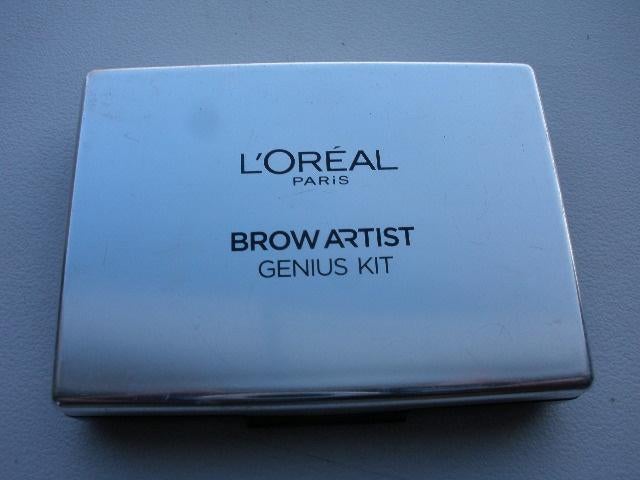 L'ORÉAL
PARIS
BROW ARTIST
GENIUS KIT